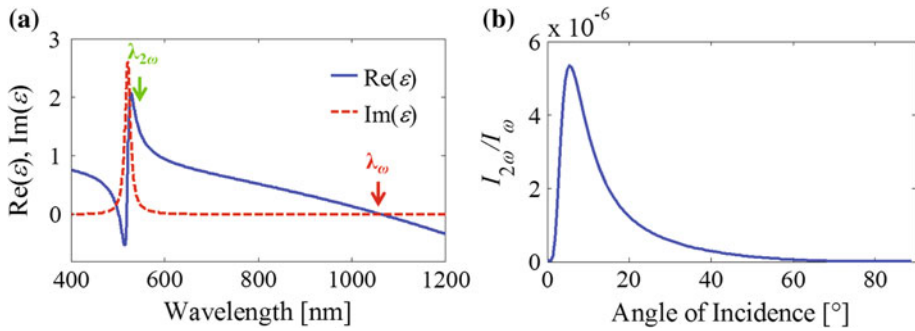 (a)
3
2
1
0
Re(ε), Im(ε)
λ2ω
Re(ε)
Im(ε)
λω
400 600 800 1000 1200
Wavelength [nm]
(b)
x 10-6
6
4
2
0
I2ω/Iω
0 20 40 60 80
Angle of Incidence [°]